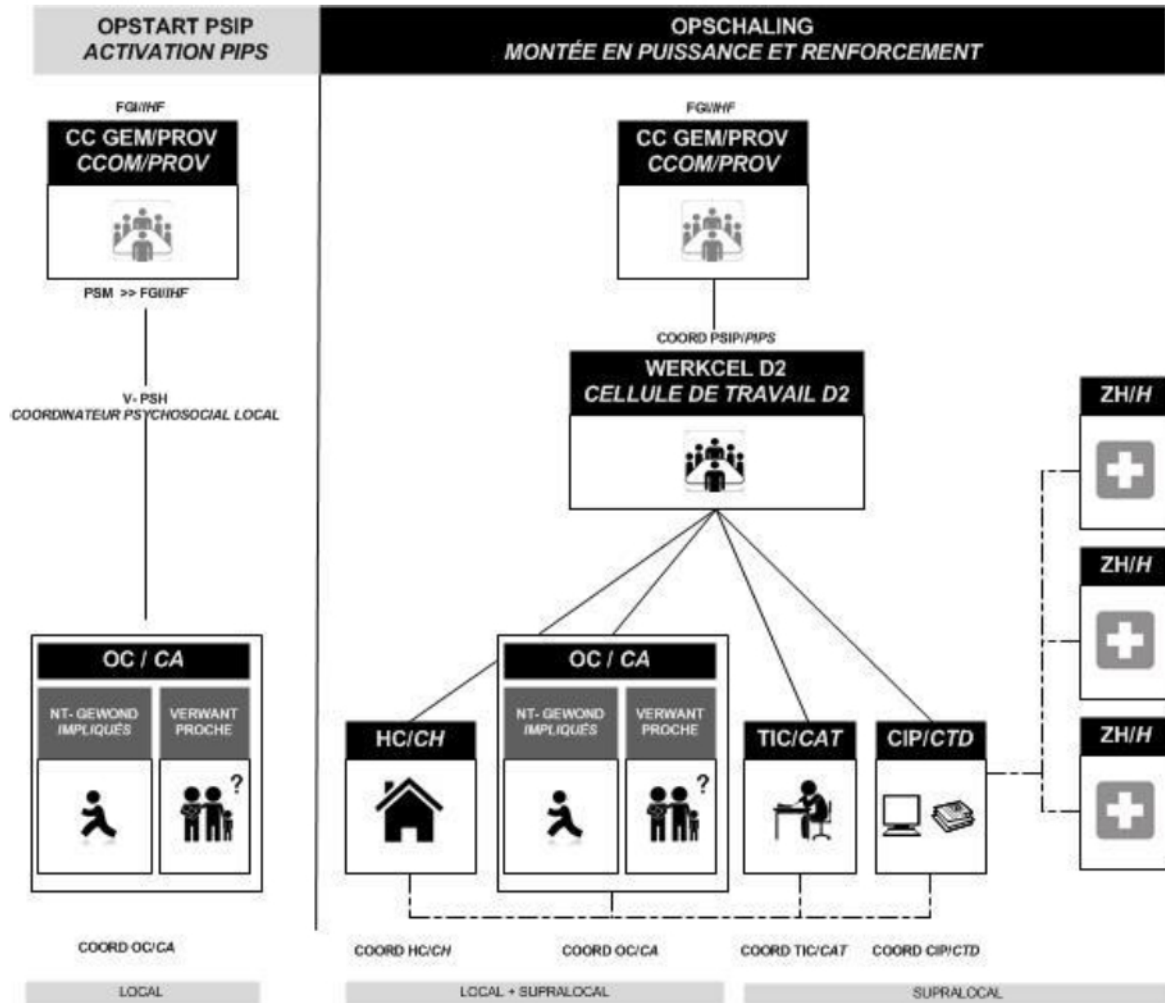 OPSTART PSIP
ACTIVATION PIPS
OPSCHALING
MONTÉE EN PUISSANCE ET RENFORCEMENT
FGI/IHF
CC GEM/PROV
CCOM/PROV
PSM >> FGI/IHF
V- PSH
COORDINATEUR PSYCHOSOCIAL LOCAL
OC / CA
NT- GEWOND
IMPLIQUÉS
VERWANT
PROCHE
?
COORD OC/CA
LOCAL
FGI/IHF
CC GEM/PROV
CCOM/PROV
COORD PSIP/PIPS
WERKCEL D2
CELLULE DE TRAVAIL D2
HC/CH
OC / CA
NT- GEWOND
IMPLIQUÉS
VERWANT
PROCHE
?
TIC/CAT
CIP/CTD
ZH/H
ZH/H
ZH/H
COORD HC/CH
COORD OC/CA
COORD TIC/CAT
COORD CIP/CTD
LOCAL + SUPRALOCAL
SUPRALOCAL